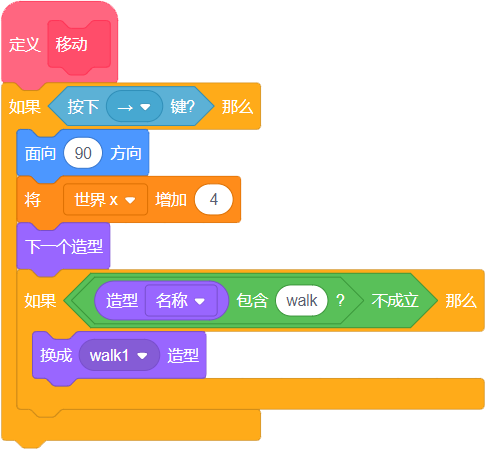 定义 移动
如果 按下 → 键? 那么
面向 90 方向
将 世界 x 增加 4
下一个造型
如果 造型 名称 包含 walk ? 不成立 那么
换成 walk1 造型